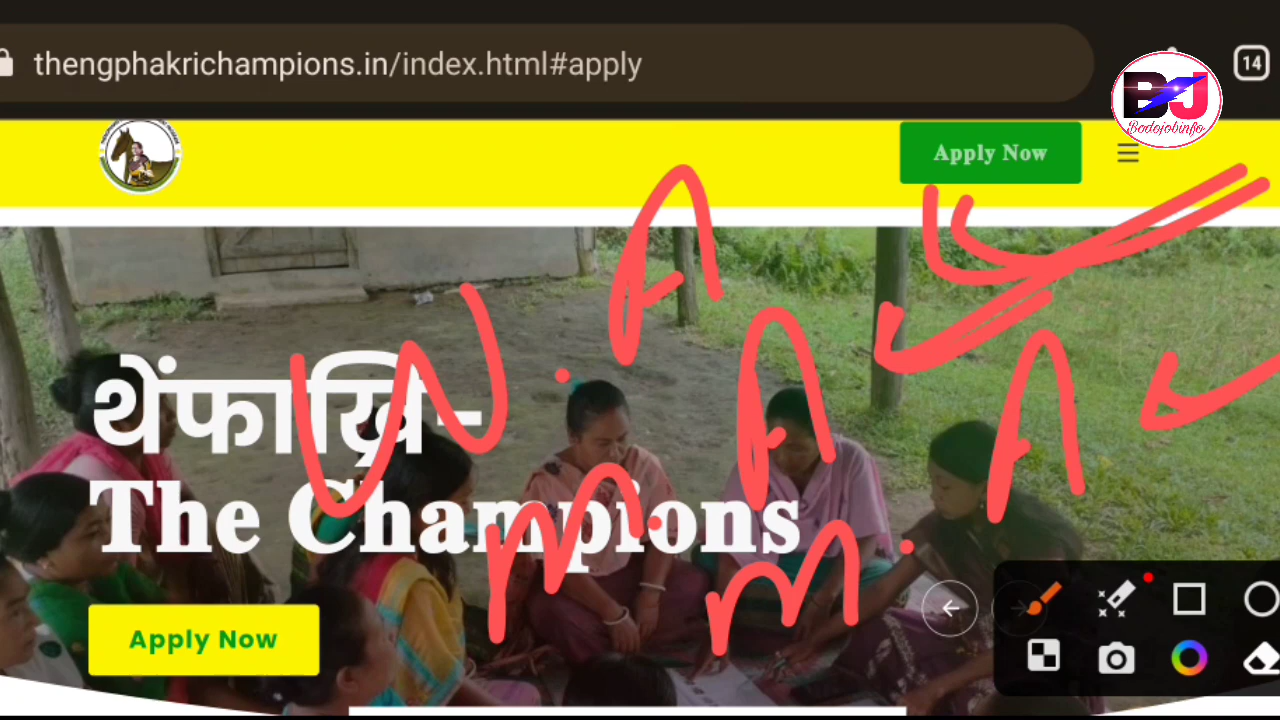 thengphakrichampions.in/index.html#apply
14
BJ
Bodojobinfo
Apply Now
W. A
A A
थेंफाख्रि-
The Champions
m.
m.
Apply Now